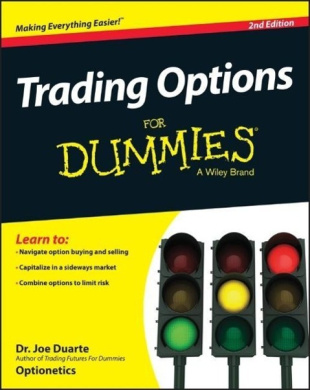 Making Everything Easier!™
2nd Edition
Trading Options
FOR
DUMMIES®
A Wiley Brand
Learn to:
• Navigate option buying and selling
• Capitalize in a sideways market
• Combine options to limit risk
Dr. Joe Duarte
Author of Trading Futures For Dummies
Optionetics